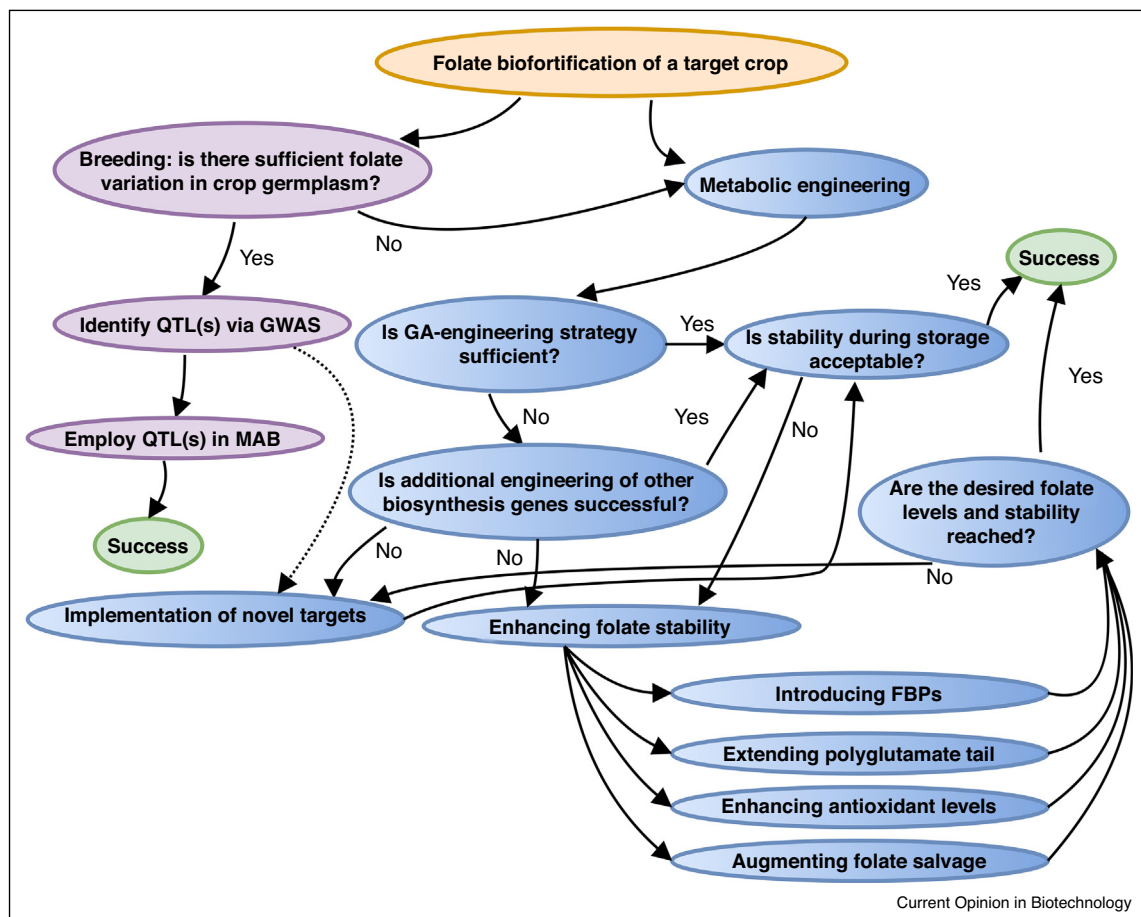 Folate biofortification of a target crop
Breeding: is there sufficient folate
variation in crop germplasm?
Metabolic engineering
No
Yes
Success
Yes
Identify QTL(s) via GWAS
Is GA-engineering strategy
sufficient?
Yes
Is stability during storage
acceptable?
Yes
No
Yes
No
Employ QTL(s) in MAB
Is additional engineering of other
biosynthesis genes successful?
Are the desired folate
levels and stability
reached?
Success
No
No
No
Implementation of novel targets
Enhancing folate stability
Introducing FBPs
Extending polyglutamate tail
Enhancing antioxidant levels
Augmenting folate salvage
Current Opinion in Biotechnology